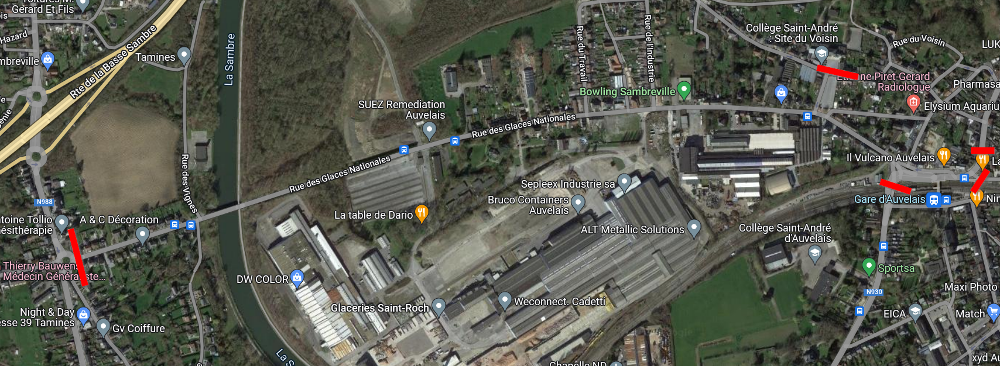 Gerard Et Fils
Hazard
mbreville
Tamines
Rte de la Basse Sambre
La Sambre
Rue des Vignes
N988
toine Tollio
nésithérapie
A & C Décoration
Thierry Bauwens
Médecin Généraliste...
Night & Day
esse 39 Tamines
Gv Coiffure
SUEZ Remediation
Auvelais
Rue des Glaces Nationales
Rue des Glaces Nationales
La table de Dario
DW COLOR
Glaceries Saint-Roch
La S
Rue du Travail
Rue de l'Industrie
Bowling Sambreville
Collège Saint-André
: Site du Voisin
Rue du Voisin
LUK
Etienne Piret-Gerard
Radiologue
Pharmasa
Elysium Aquariu
Il Vulcano Auvelais
La
Gare d'Auvelais
Nin
Sepleex Industrie sa
Bruco Containers
Auvelais
ALT Metallic Solutions
Collège Saint-André
d'Auvelais
Sportsa
N930
Maxi Photo
EICA
Match
Weconnect. Cadetti
Chapelle ND
xyd Au